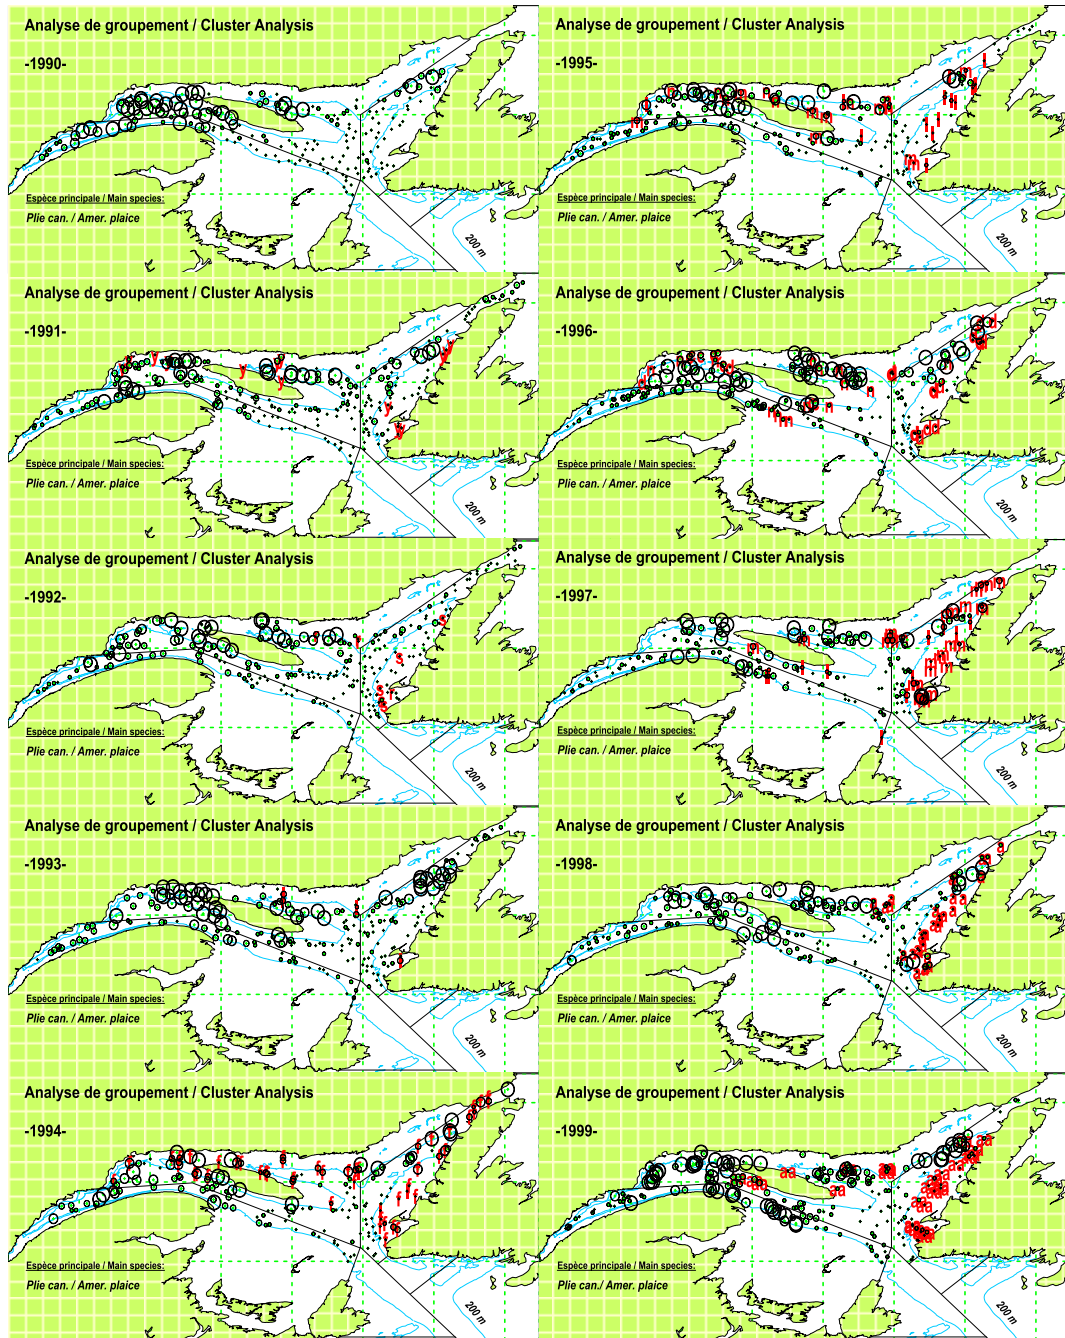 Analyse de groupement / Cluster Analysis
-1990-
Espèce principale / Main species:
Plie can. / Amer. plaice
200 m
Analyse de groupement / Cluster Analysis
-1991-
Espèce principale / Main species:
Plie can. / Amer. plaice
200 m
Analyse de groupement / Cluster Analysis
-1992-
Espèce principale / Main species:
Plie can. / Amer. plaice
200 m
Analyse de groupement / Cluster Analysis
-1993-
Espèce principale / Main species:
Plie can. / Amer. plaice
200 m
Analyse de groupement / Cluster Analysis
-1994-
Espèce principale / Main species:
Plie can. / Amer. plaice
200 m
Analyse de groupement / Cluster Analysis
-1995-
Espèce principale / Main species:
Plie can. / Amer. plaice
200 m
Analyse de groupement / Cluster Analysis
-1996-
Espèce principale / Main species:
Plie can. / Amer. plaice
200 m
Analyse de groupement / Cluster Analysis
-1997-
Espèce principale / Main species:
Plie can. / Amer. plaice
200 m
Analyse de groupement / Cluster Analysis
-1998-
Espèce principale / Main species:
Plie can. / Amer. plaice
200 m
Analyse de groupement / Cluster Analysis
-1999-
Espèce principale / Main species:
Plie can./ Amer. plaice
200 m